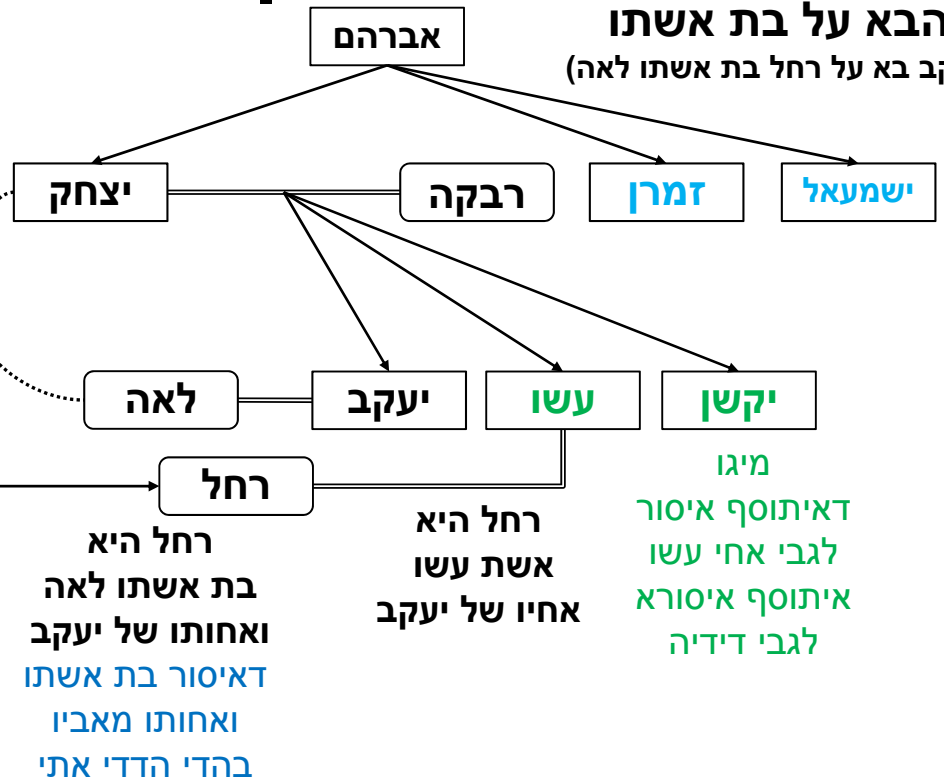 הבא על בת אשתו
קב בא על רחל בת אשתו לאה)
אברהם
ישמעאל
זמרן
רבקה
יצחק
יקשן
עשו
יעקב
לאה
רחל
מיגו
דאיתוסף איסור
לגבי אחי עשו
איתוסף איסורא
לגבי דידיה
רחל היא
אשת עשו
אחיו של יעקב
רחל היא
בת אשתו לאה
ואחותו של יעקב
דאיסור בת אשתו
ואחותו מאביו
בהדי הדדי אתי